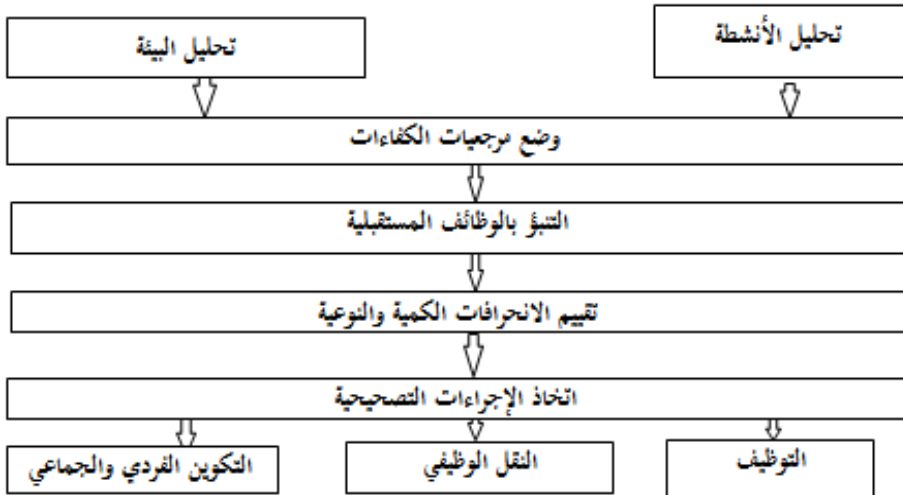 تحليل الأنشطة
تحليل البيئة
وضع مرجعيات الكفاءات
التنبؤ بالوظائف المستقبلية
تقييم الانحرافات الكمية والنوعية
اتخاذ الإجراءات التصحيحية
التوظيف
النقل الوظيفي
التكوين الفردي والجماعي